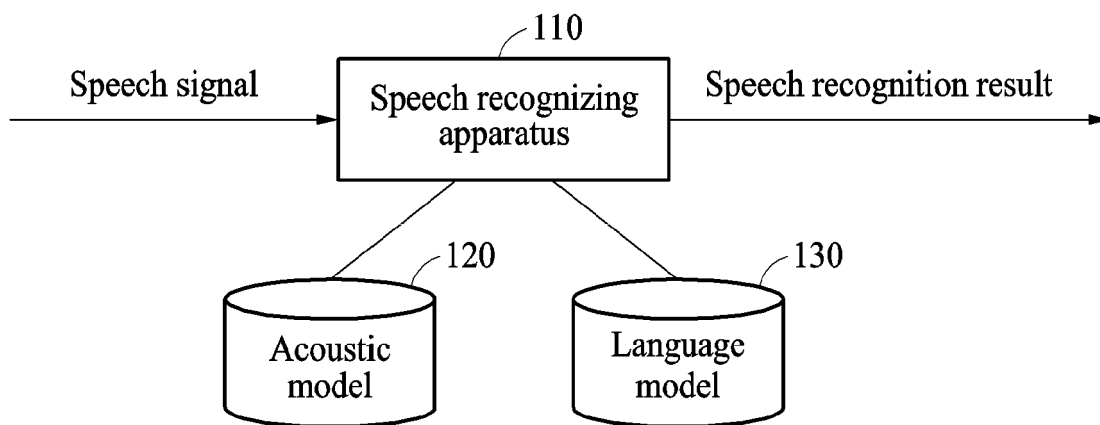 110
Speech signal
Speech recognizing
apparatus
Speech recognition result
120
130
Acoustic
model
Language
model